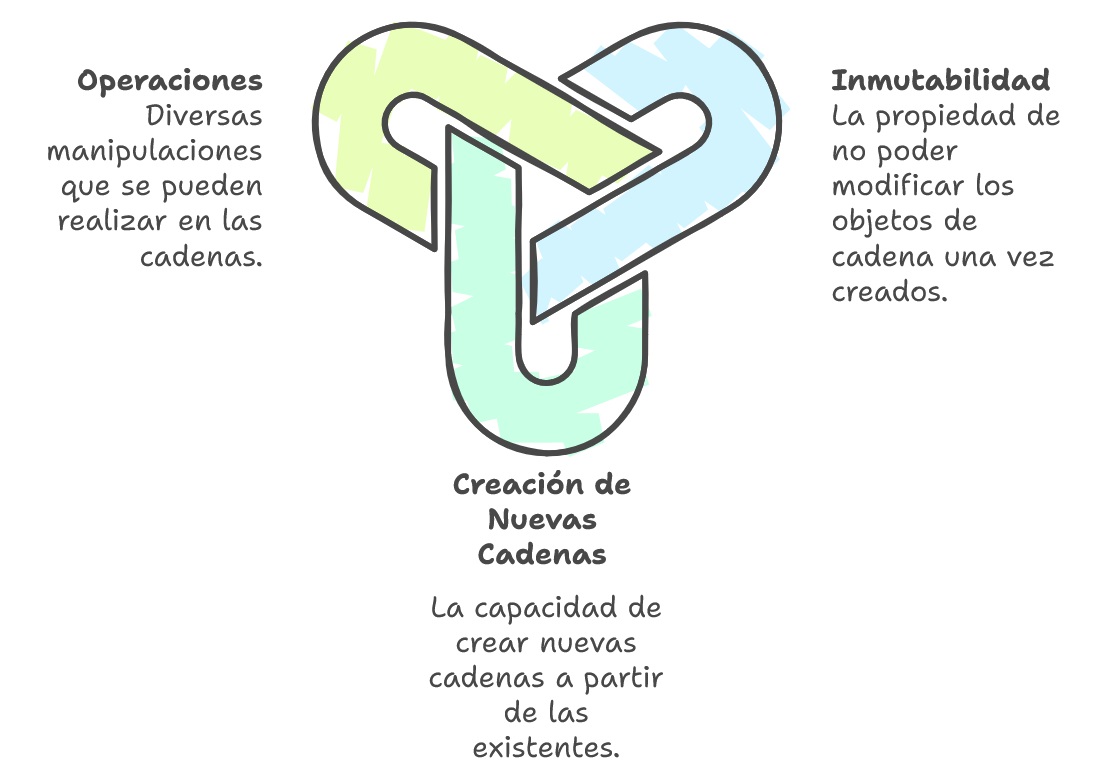 Operaciones
Diversas
manipulaciones
que se pueden
realizar en las
cadenas.
Inmutabilidad
La propiedad de
no poder
modificar los
objetos de
cadena una vez
creados.
Creación de
Nuevas
Cadenas
La capacidad de
crear nuevas
cadenas a partir
de las
existentes.